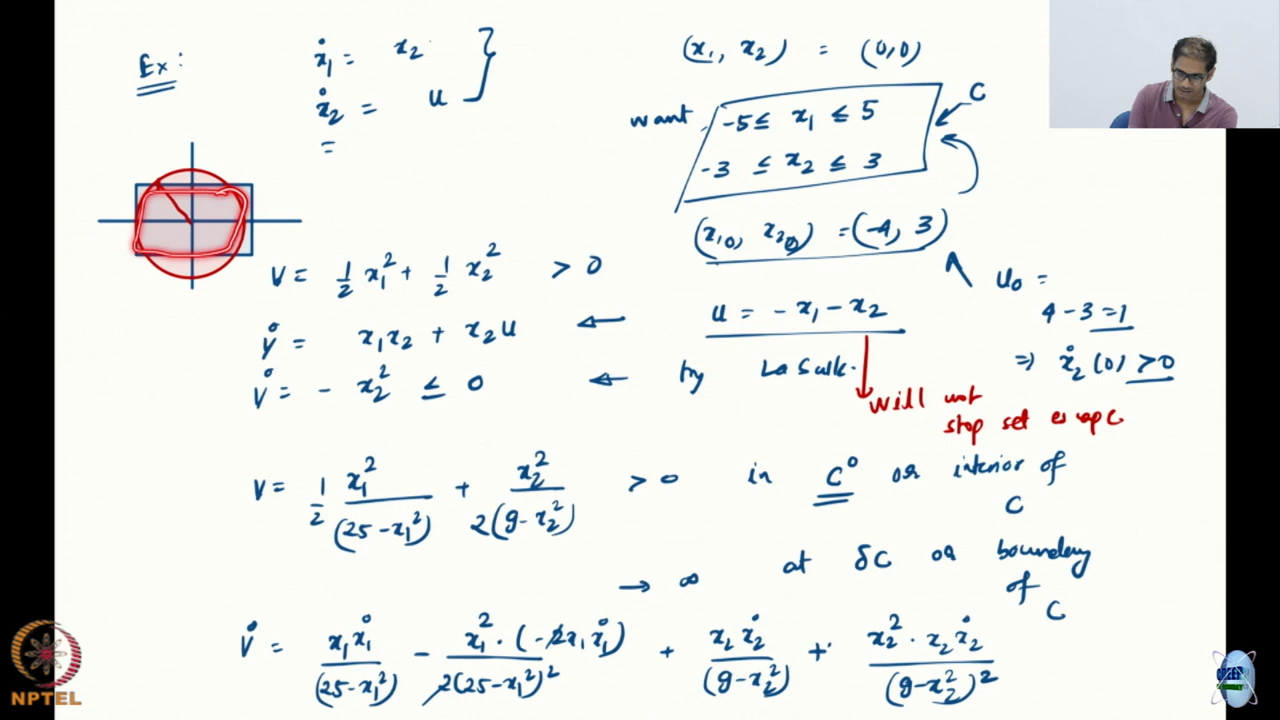 Ex:
ẋ₁ = x₂
ẋ₂ = u
=
(x₁, x₂) = (0,0)
want -5 ≤ x₁ ≤ 5
-3 ≤ x₂ ≤ 3
C
(x₁₀, x₂₀) = (-4, 3)
u₀ =
4 - 3 = 1
⇒ ẋ₂(0) > 0
V = 1/2 x₁² + 1/2 x₂² > 0
V̇ = x₁x₂ + x₂u ← u = - x₁ - x₂
V̇ = - x₂² ≤ 0 ← by LaSalle.
will not
stop set escape
V = 1/2 x₁²/(25-x₁²) + x₂²/2(9-x₂²) > 0 in C° or interior of
C
→ ∞ at δC or boundary
of
C
V̇ = x₁ẋ₁/(25-x₁²) - x₁²·(-2x₁ẋ₁)/2(25-x₁²)² + x₂ẋ₂/(9-x₂²) + x₂²·x₂ẋ₂/(9-x₂²)²
NPTEL